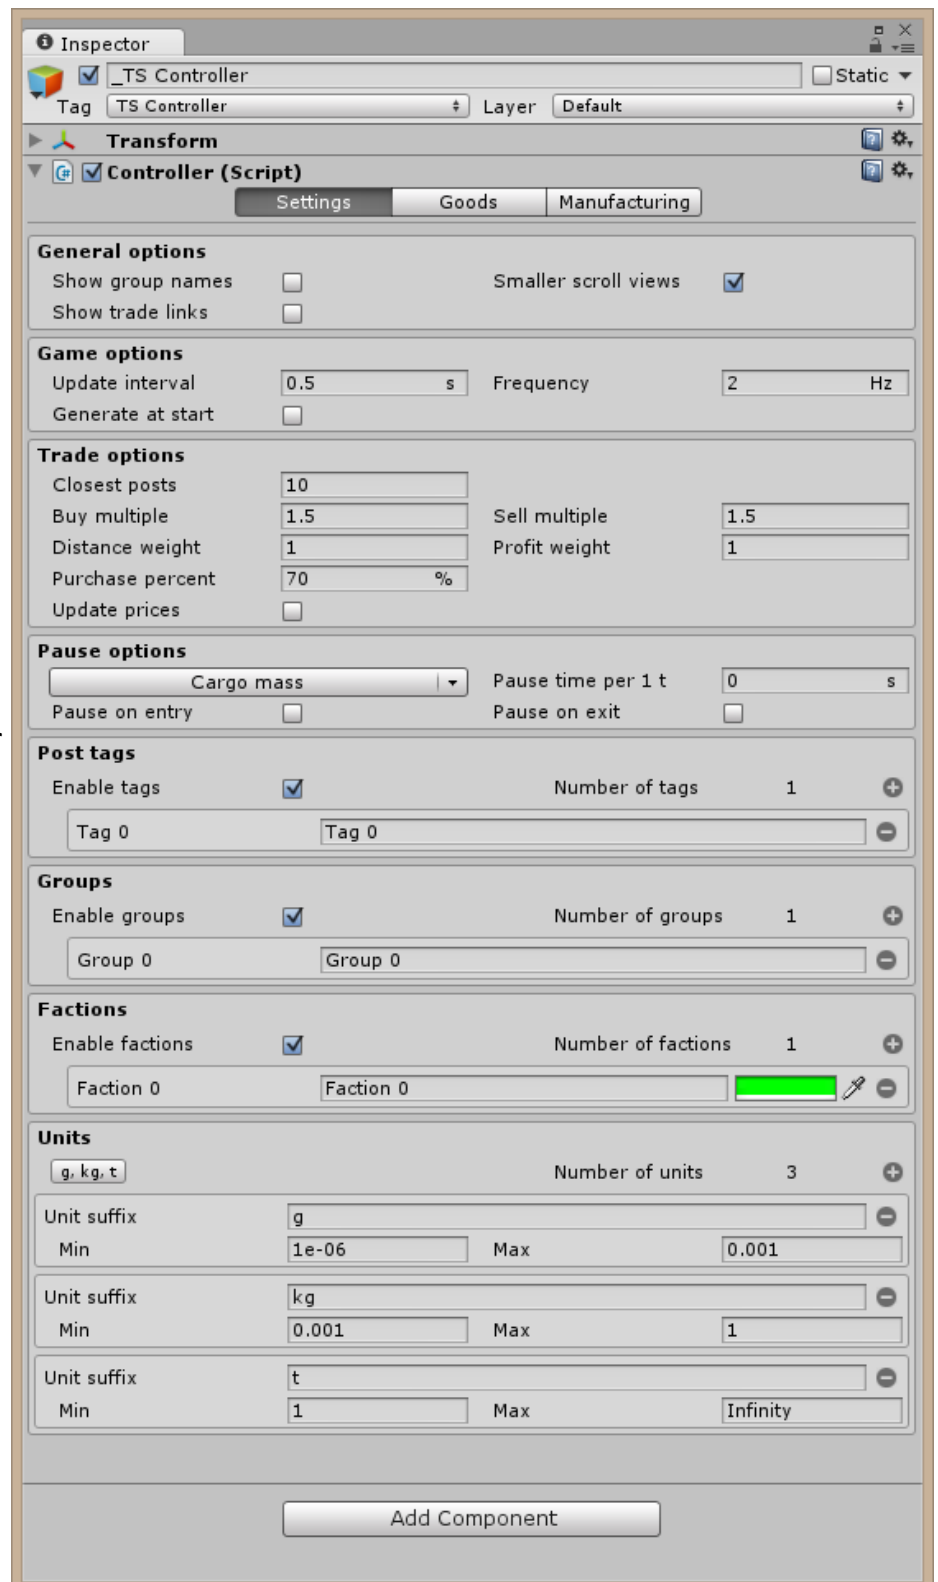 Inspector
_TS Controller Static
Tag TS Controller Layer Default
Transform
Controller (Script)
Settings Goods Manufacturing
General options
Show group names Smaller scroll views
Show trade links
Game options
Update interval 0.5 s Frequency 2 Hz
Generate at start
Trade options
Closest posts 10
Buy multiple 1.5 Sell multiple 1.5
Distance weight 1 Profit weight 1
Purchase percent 70 %
Update prices
Pause options
Cargo mass Pause time per 1 t 0 s
Pause on entry Pause on exit
Post tags
Enable tags Number of tags 1
Tag 0 Tag 0
Groups
Enable groups Number of groups 1
Group 0 Group 0
Factions
Enable factions Number of factions 1
Faction 0 Faction 0
Units
g, kg, t Number of units 3
Unit suffix g
Min 1e-06 Max 0.001
Unit suffix kg
Min 0.001 Max 1
Unit suffix t
Min 1 Max Infinity
Add Component